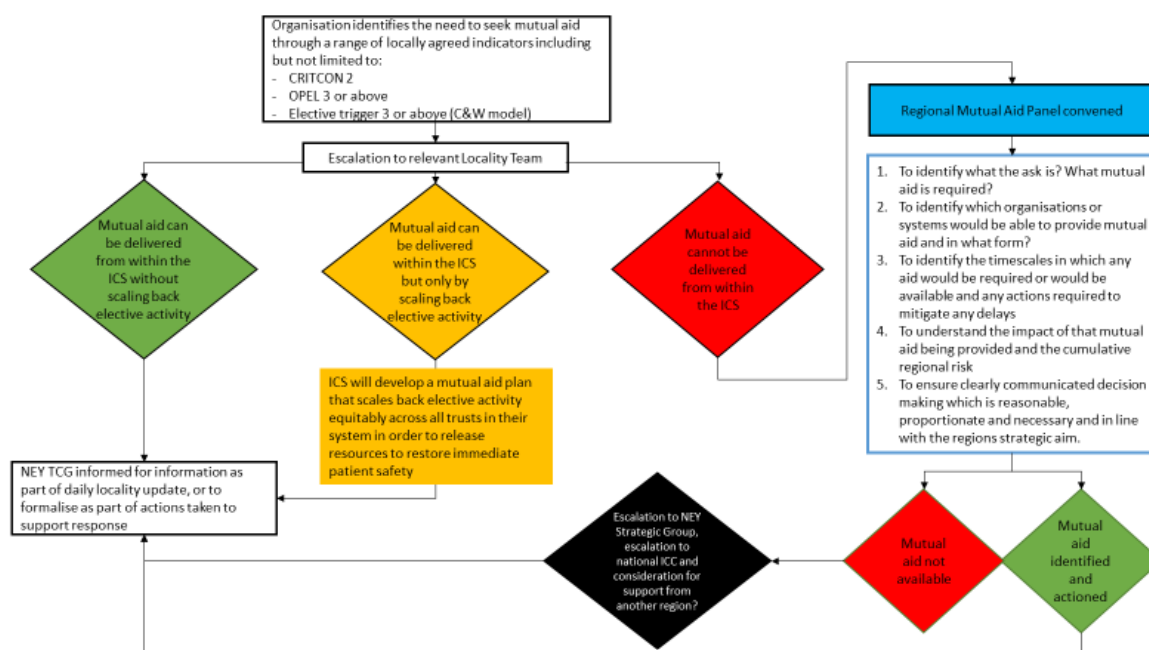 Organisation identifies the need to seek mutual aid
through a range of locally agreed indicators including
but not limited to:
- CRITCON 2
- OPEL 3 or above
- Elective trigger 3 or above (C&W model)
Escalation to relevant Locality Team
Mutual aid can
be delivered
from within the
ICS without
scaling back
elective activity
Mutual aid can
be delivered
within the ICS
but only by
scaling back
elective activity
Mutual aid
cannot be
delivered
from within
the ICS
ICS will develop a mutual aid plan
that scales back elective activity
equitably across all trusts in their
system in order to release
resources to restore immediate
patient safety
NEY TCG informed for information as
part of daily locality update, or to
formalise as part of actions taken to
support response
Regional Mutual Aid Panel convened
1. To identify what the ask is? What mutual
aid is required?
2. To identify which organisations or
systems would be able to provide mutual
aid and in what form?
3. To identify the timescales in which any
aid would be required or would be
available and any actions required to
mitigate any delays
4. To understand the impact of that mutual
aid being provided and the cumulative
regional risk
5. To ensure clearly communicated decision
making which is reasonable,
proportionate and necessary and in line
with the regions strategic aim.
Escalation to NEY
Strategic Group,
escalation to
national ICC and
consideration for
support from
another region?
Mutual
aid not
available
Mutual
aid
identified
and
actioned